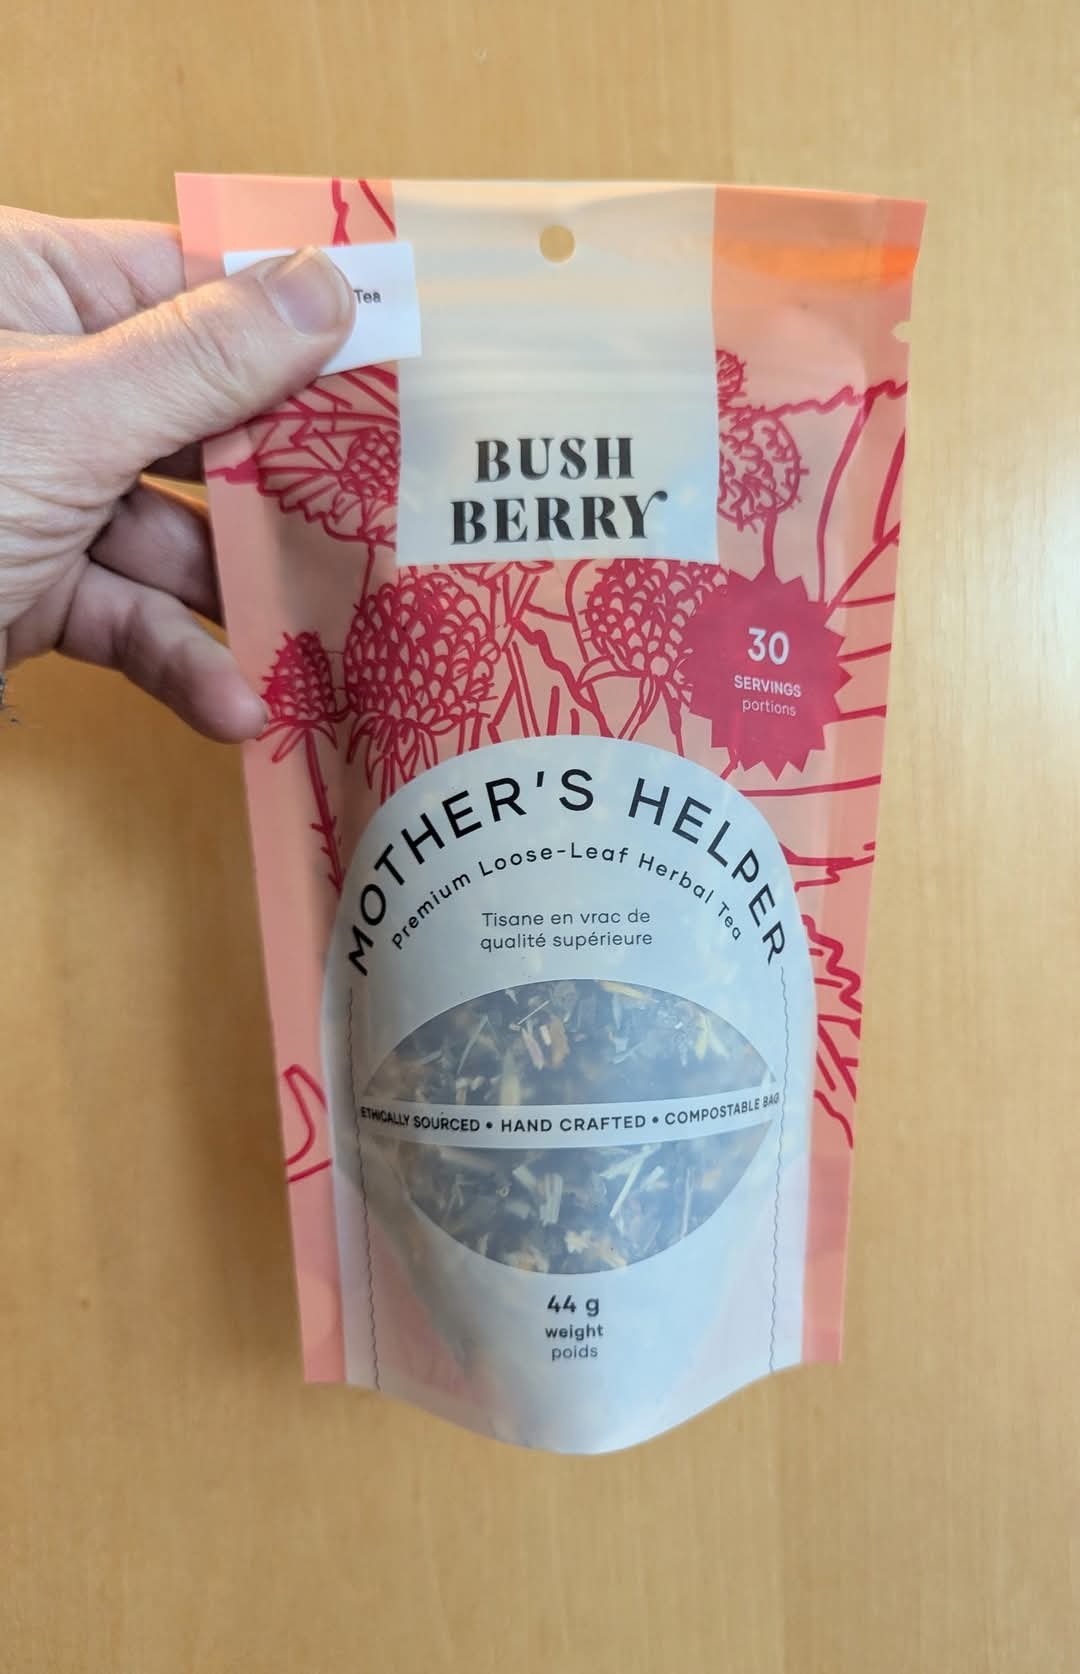 Tea
BUSH
BERRY
30
SERVINGS
portions
MOTHER'S HELPER
Premium Loose-Leaf Herbal Tea
Tisane en vrac de
qualité supérieure
ETHICALLY SOURCED • HAND CRAFTED • COMPOSTABLE BAG
44 g
weight
poids